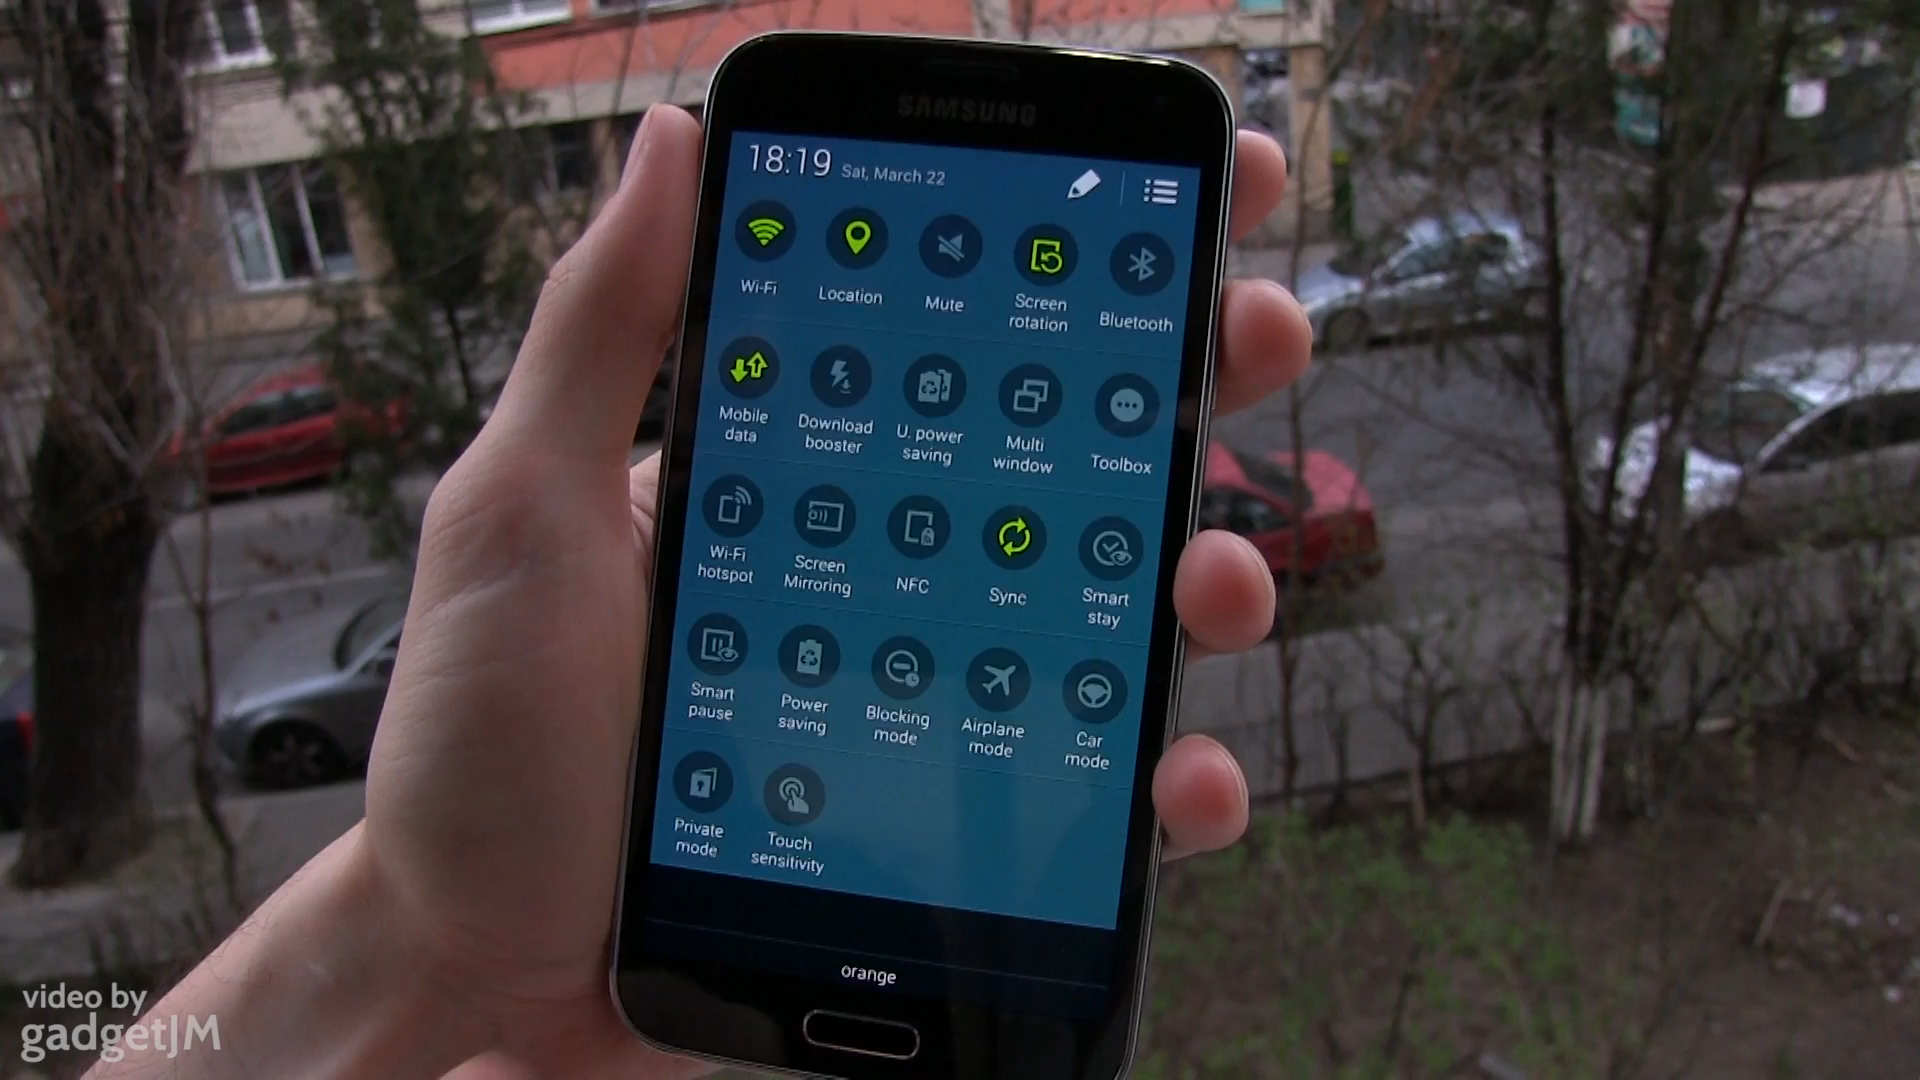 SAMSUNG
18:19 Sat, March 22
Wi-Fi
Location
Mute
Screen
rotation
Bluetooth
Mobile
data
Download
booster
U. power
saving
Multi
window
Toolbox
Wi-Fi
hotspot
Screen
Mirroring
NFC
Sync
Smart
stay
Smart
pause
Power
saving
Blocking
mode
Airplane
mode
Car
mode
Private
mode
Touch
sensitivity
orange
video by
gadgetJM